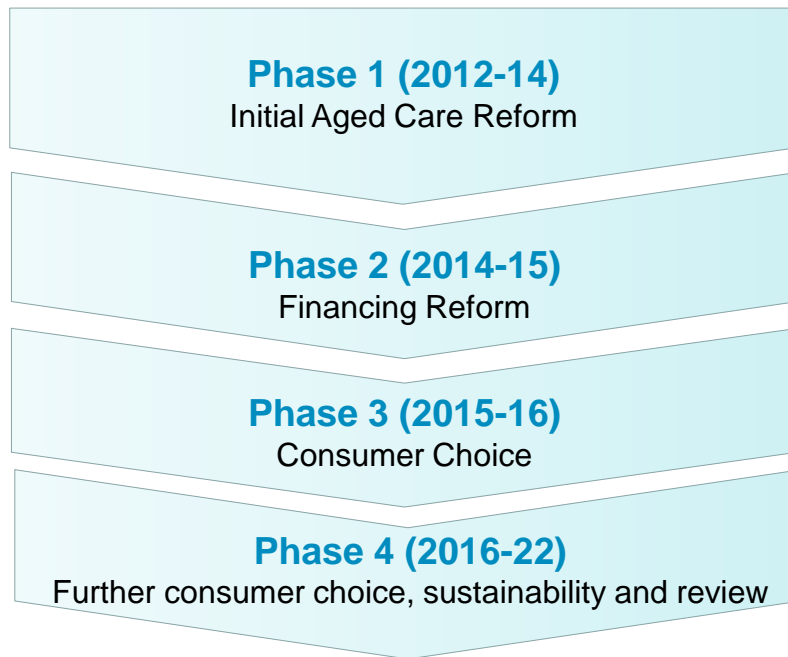 Phase 1 (2012-14)
Initial Aged Care Reform
Phase 2 (2014-15)
Financing Reform
Phase 3 (2015-16)
Consumer Choice
Phase 4 (2016-22)
Further consumer choice, sustainability and review